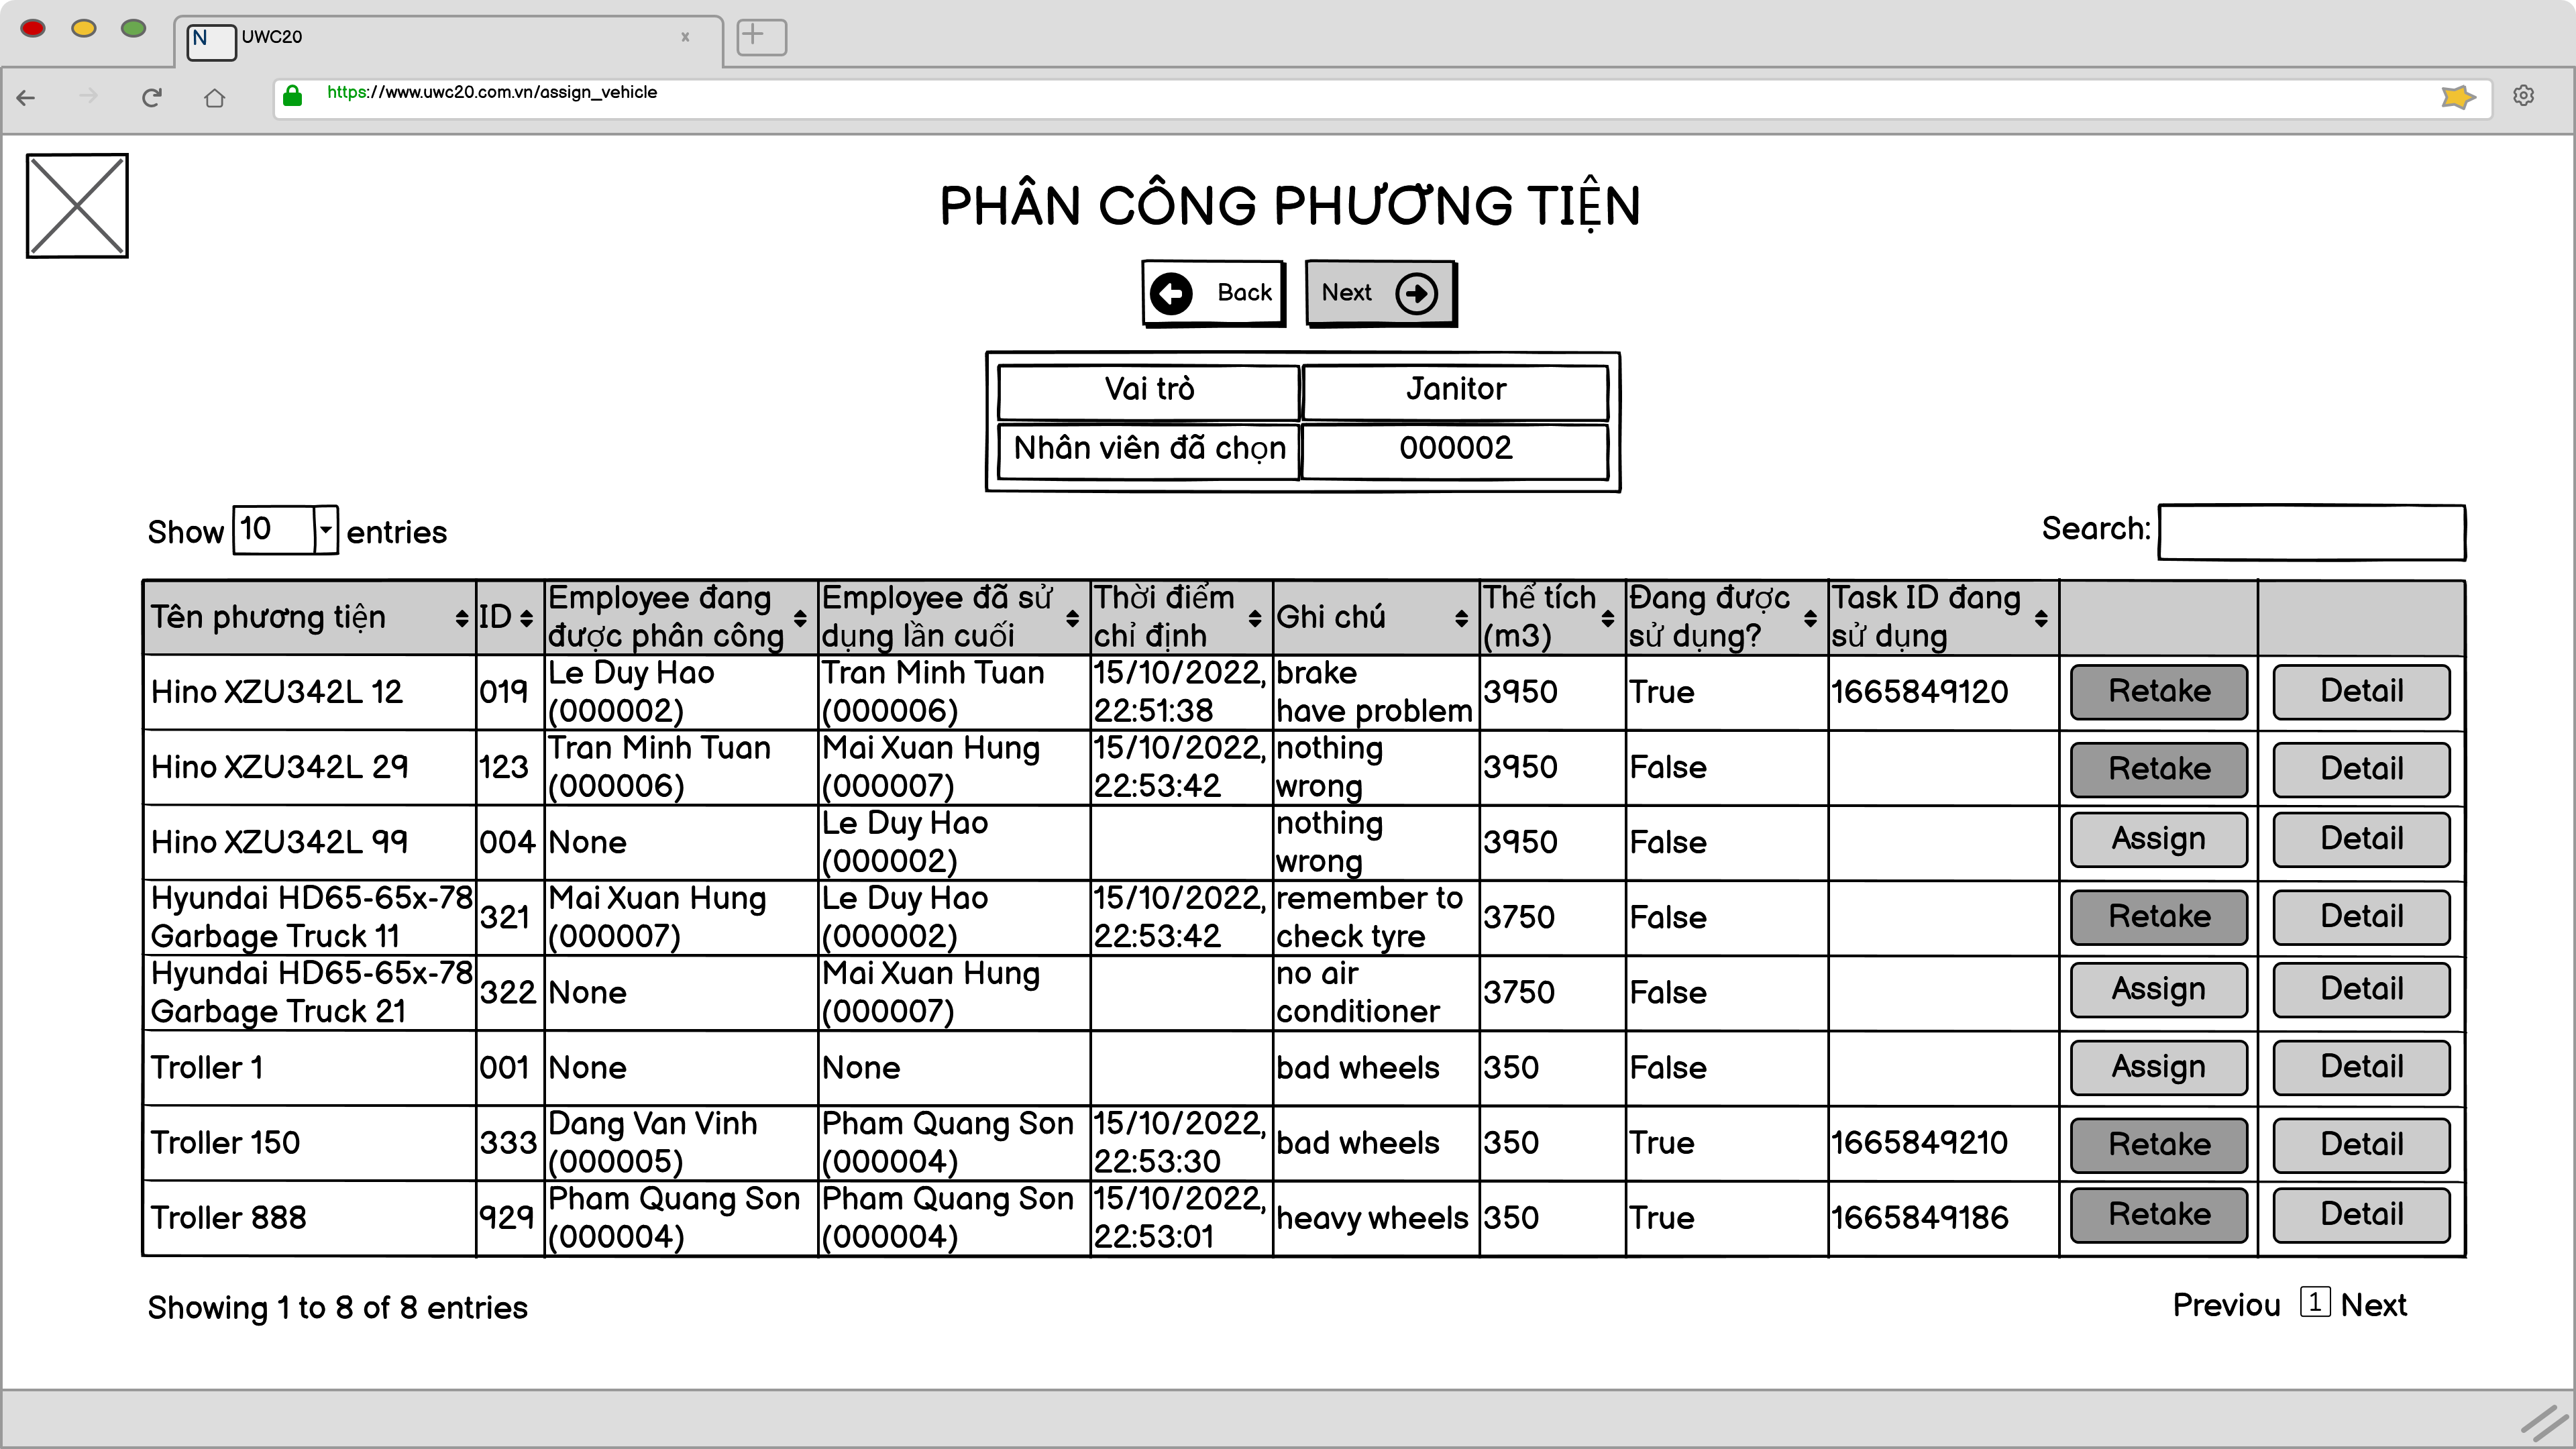 N UWC20 x
https://www.uwc20.com.vn/assign_vehicle
PHÂN CÔNG PHƯƠNG TIỆN
Back Next
Vai trò Janitor
Nhân viên đã chọn 000002
Show 10 entries Search:
Tên phương tiện ID Employee đang được phân công Employee đã sử dụng lần cuối Thời điểm chỉ định Ghi chú Thể tích (m3) Đang được sử dụng? Task ID đang sử dụng
Hino XZU342L 12 019 Le Duy Hao (000002) Tran Minh Tuan (000006) 15/10/2022, 22:51:38 brake have problem 3950 True 1665849120 Retake Detail
Hino XZU342L 29 123 Tran Minh Tuan (000006) Mai Xuan Hung (000007) 15/10/2022, 22:53:42 nothing wrong 3950 False Retake Detail
Hino XZU342L 99 004 None Le Duy Hao (000002) nothing wrong 3950 False Assign Detail
Hyundai HD65-65x-78 Garbage Truck 11 321 Mai Xuan Hung (000007) Le Duy Hao (000002) 15/10/2022, 22:53:42 remember to check tyre 3750 False Retake Detail
Hyundai HD65-65x-78 Garbage Truck 21 322 None Mai Xuan Hung (000007) no air conditioner 3750 False Assign Detail
Troller 1 001 None None bad wheels 350 False Assign Detail
Troller 150 333 Dang Van Vinh (000005) Pham Quang Son (000004) 15/10/2022, 22:53:30 bad wheels 350 True 1665849210 Retake Detail
Troller 888 929 Pham Quang Son (000004) Pham Quang Son (000004) 15/10/2022, 22:53:01 heavy wheels 350 True 1665849186 Retake Detail
Showing 1 to 8 of 8 entries Previou 1 Next